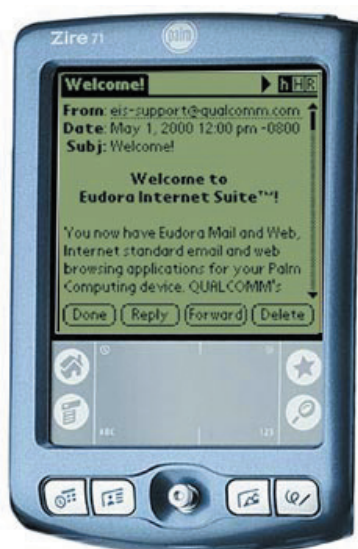 Zire 71
palm
Welcome!
h H R
From: eis-support@qualcomm.com
Date: May 1, 2000 12:00 pm -0800
Subj: Welcome!
Welcome to
Eudora Internet Suite™!
You now have Eudora Mail and Web,
Internet standard email and web
browsing applications for your Palm
Computing device. QUALCOMM's
Done Reply Forward Delete
ABC 123